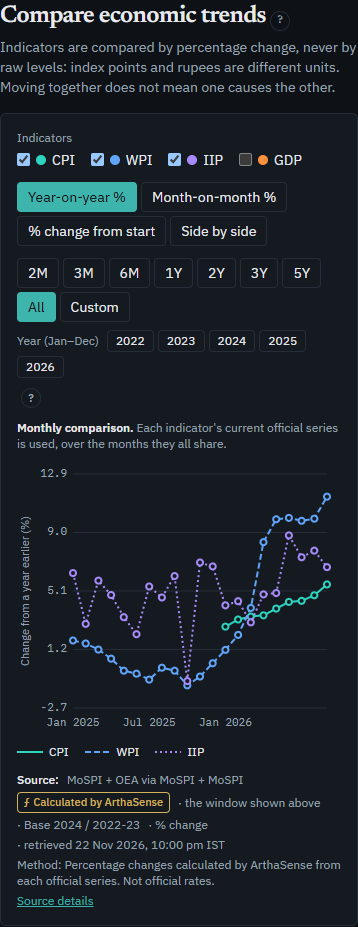 Compare economic trends ?
Indicators are compared by percentage change, never by
raw levels: index points and rupees are different units.
Moving together does not mean one causes the other.
Indicators
CPI WPI IIP GDP
Year-on-year % Month-on-month %
% change from start Side by side
2M 3M 6M 1Y 2Y 3Y 5Y
All Custom
Year (Jan–Dec) 2022 2023 2024 2025
2026
?
Monthly comparison. Each indicator's current official series
is used, over the months they all share.
12.9
9.0
5.1
1.2
-2.7
Change from a year earlier (%)
Jan 2025 Jul 2025 Jan 2026
CPI WPI IIP
Source: MoSPI + OEA via MoSPI + MoSPI
ƒ Calculated by ArthaSense · the window shown above
· Base 2024 / 2022-23 · % change
· retrieved 22 Nov 2026, 10:00 pm IST
Method: Percentage changes calculated by ArthaSense from
each official series. Not official rates.
Source details